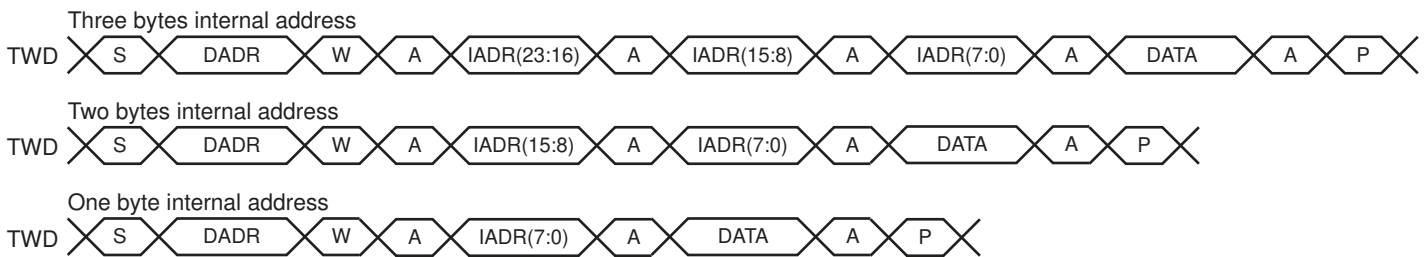 Three bytes internal address
TWD S DADR W A IADR(23:16) A IADR(15:8) A IADR(7:0) A DATA A P
Two bytes internal address
TWD S DADR W A IADR(15:8) A IADR(7:0) A DATA A P
One byte internal address
TWD S DADR W A IADR(7:0) A DATA A P